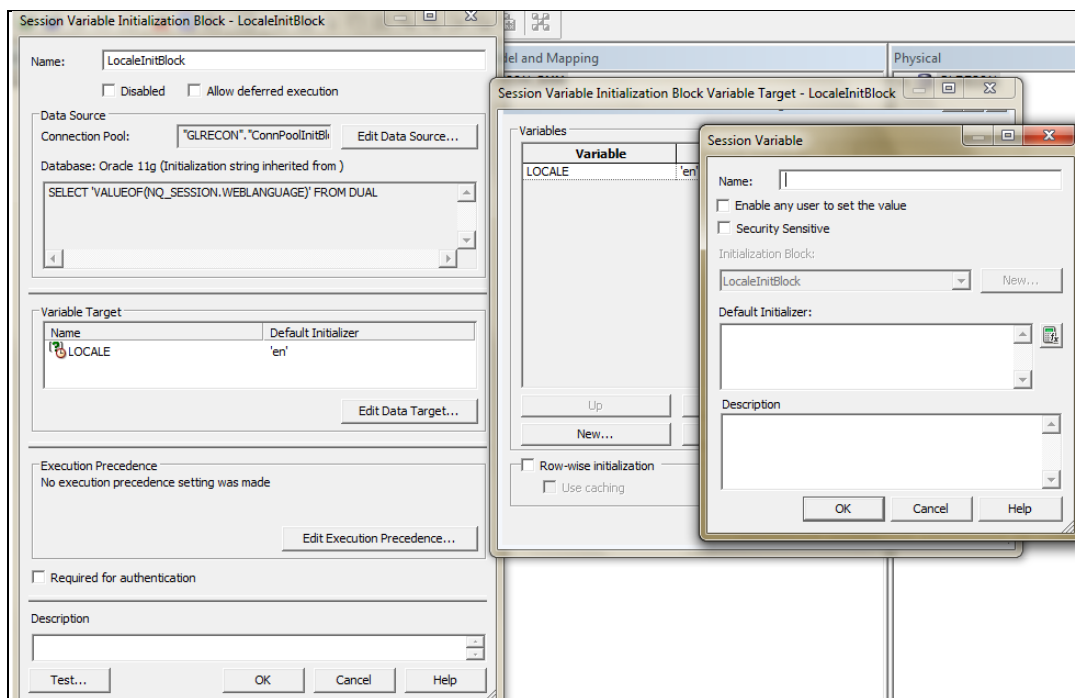 Session Variable Initialization Block - LocaleInitBlock
Name: LocaleInitBlock
Disabled Allow deferred execution
Data Source
Connection Pool: "GLRECON"."ConnPoolInitBl Edit Data Source...
Database: Oracle 11g (Initialization string inherited from )
SELECT 'VALUEOF(NQ_SESSION.WEBLANGUAGE)' FROM DUAL
Variable Target
Name Default Initializer
LOCALE 'en'
Edit Data Target...
Execution Precedence
No execution precedence setting was made
Edit Execution Precedence...
Required for authentication
Description
Test... OK Cancel Help
and Mapping
Physical
Session Variable Initialization Block Variable Target - LocaleInitBlock
Variables
Variable
LOCALE 'en'
Up
New...
Row-wise initialization
Use caching
Session Variable
Name:
Enable any user to set the value
Security Sensitive
Initialization Block:
LocaleInitBlock New...
Default Initializer:
Description
OK Cancel Help